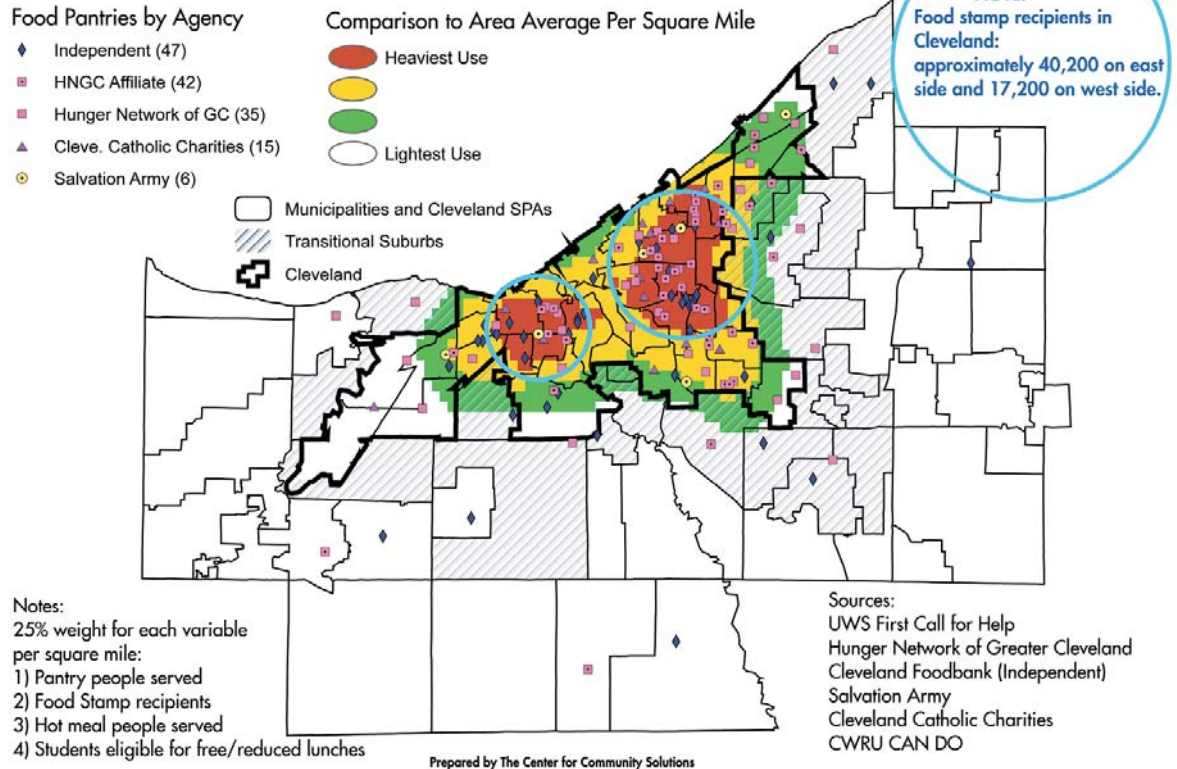 Food Pantries by Agency
Independent (47)
HNGC Affiliate (42)
Hunger Network of GC (35)
Cleve. Catholic Charities (15)
Salvation Army (6)
Comparison to Area Average Per Square Mile
Heaviest Use
Lightest Use
Municipalities and Cleveland SPAs
Transitional Suburbs
Cleveland
Food stamp recipients in
Cleveland:
approximately 40,200 on east
side and 17,200 on west side.
Notes:
25% weight for each variable
per square mile:
1) Pantry people served
2) Food Stamp recipients
3) Hot meal people served
4) Students eligible for free/reduced lunches
Prepared by The Center for Community Solutions
Sources:
UWS First Call for Help
Hunger Network of Greater Cleveland
Cleveland Foodbank (Independent)
Salvation Army
Cleveland Catholic Charities
CWRU CAN DO